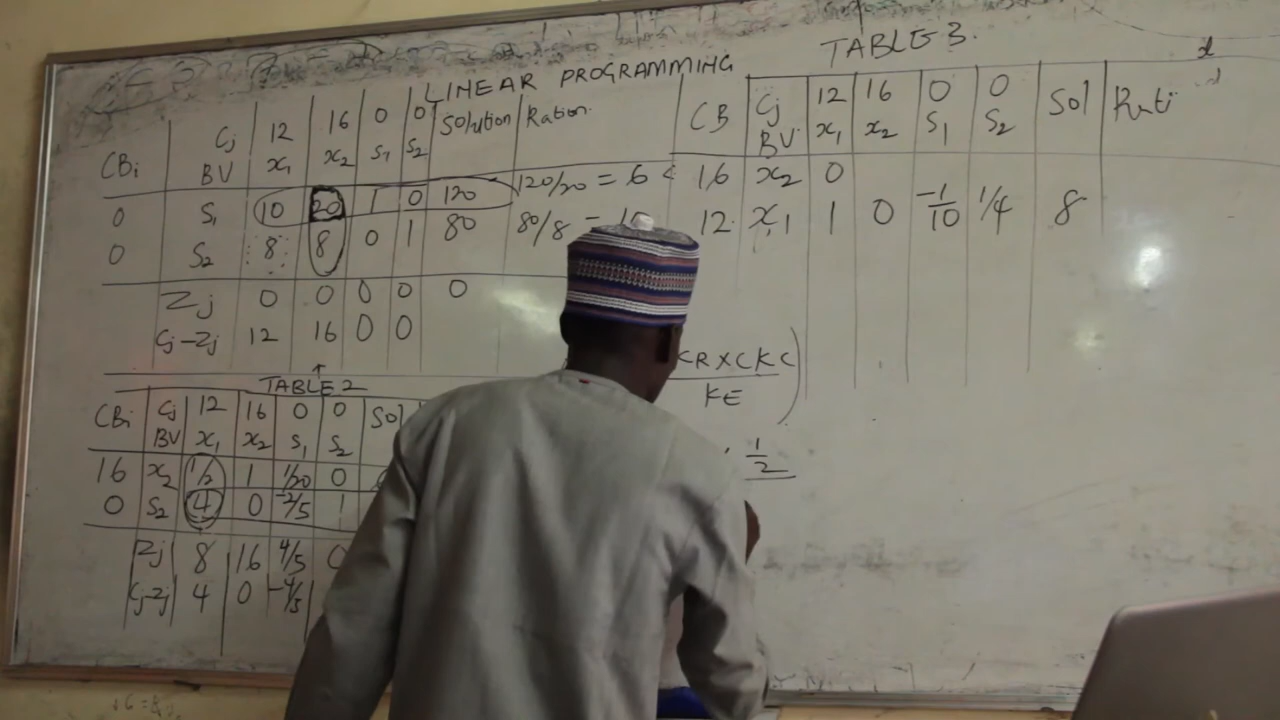 LINEAR PROGRAMMING
CBi Cj 12 16 0 0 Solution Ration
BV x₁ x₂ S₁ S₂
0 S₁ 10 20 1 0 120 120/20 = 6
0 S₂ 8 8 0 1 80 80/8 =
Zj 0 0 0 0 0
Cj-Zj 12 16 0 0
↑
TABLE 2
CBi Cj 12 16 0 0 Sol
BV x₁ x₂ S₁ S₂
16 x₂ 1/2 1 1/20 0
0 S₂ 4 0 -2/5 1
Zj 8 16 4/5
Cj-Zj 4 0 -4/5
TABLE 3.
CB Cj 12 16 0 0 Sol Rati
BV x₁ x₂ S₁ S₂
16 x₂ 0
12 x₁ 1 0 -1/10 1/4 8
CR X C K C
KE
1/2